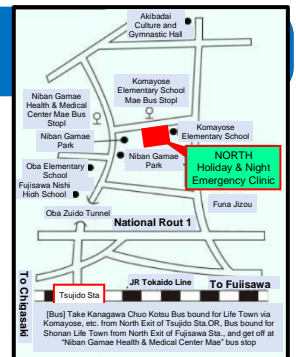 Akibadai
Culture and
Gymnastic Hall
Niban Gamae
Health & Medical
Center Mae Bus
Stopl
Komayose
Elementary School
Mae Bus Stopl
Niban Gamae
Park
Komayose
Elementary School
Niban Gamae
Park
NORTH
Holiday & Night
Emergency Clinic
Oba Elementary
School
Fujisawa Nishi
High School
Funa Jizou
Oba Zuido Tunnel
National Route 1
To Chigasaki
JR Tokaido Line
To Fujisawa
Tsujido Sta
[Bus] Take Kanagawa Chuo Kotsu Bus bound for Life Town via
Komayose, etc. from North Exit of Tsujido Sta.OR, Bus bound for
Shonan Life Town from North Exit of Fujisawa Sta., and get off at
“Niban Gamae Health & Medical Mae” bus stop